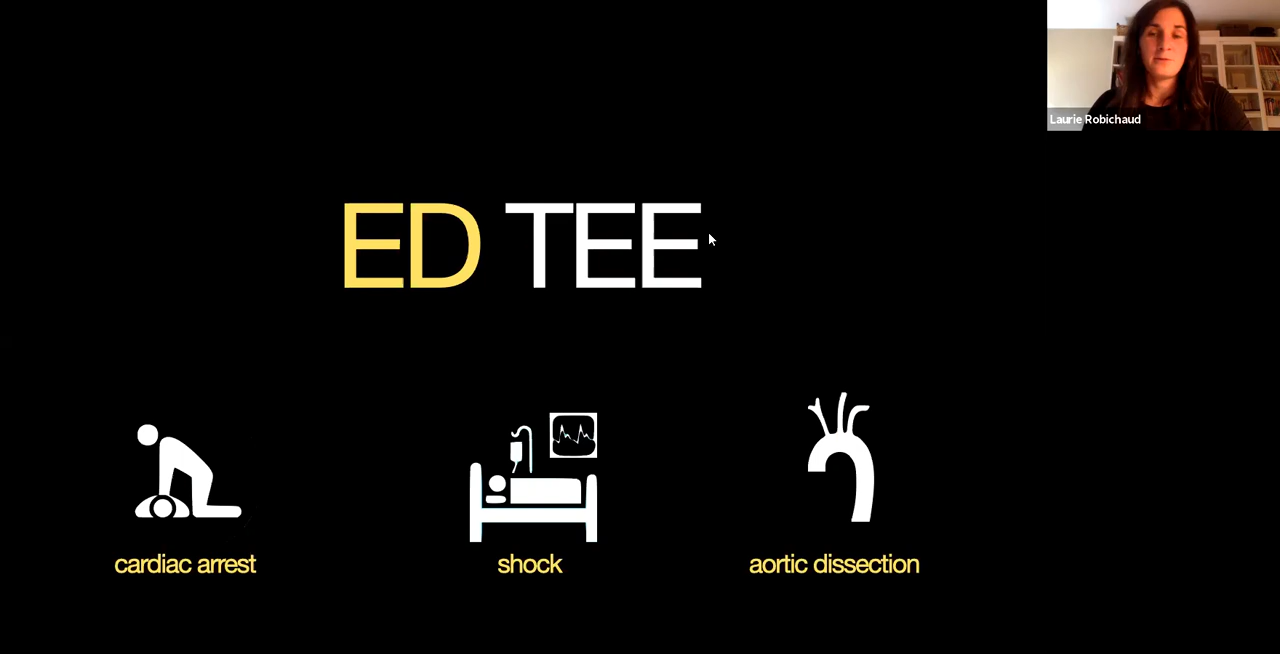 Laurie Robichaud
ED TEE
cardiac arrest
shock
aortic dissection